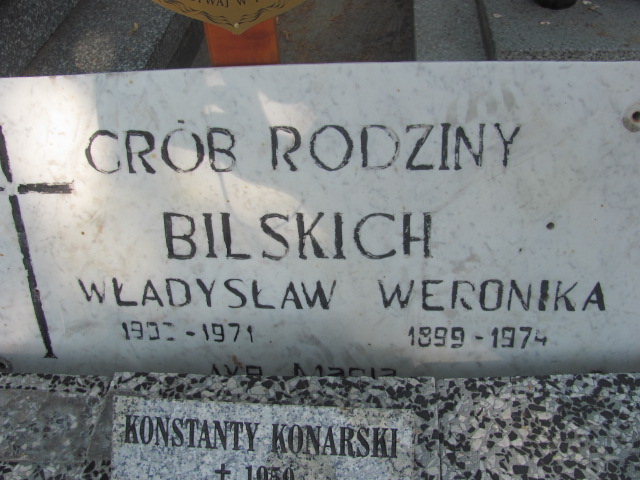 GRÓB RODZINY
BILSKICH
WŁADYSŁAW WERONIKA
-1971 1899-1974
KONSTANTY KONARSKI